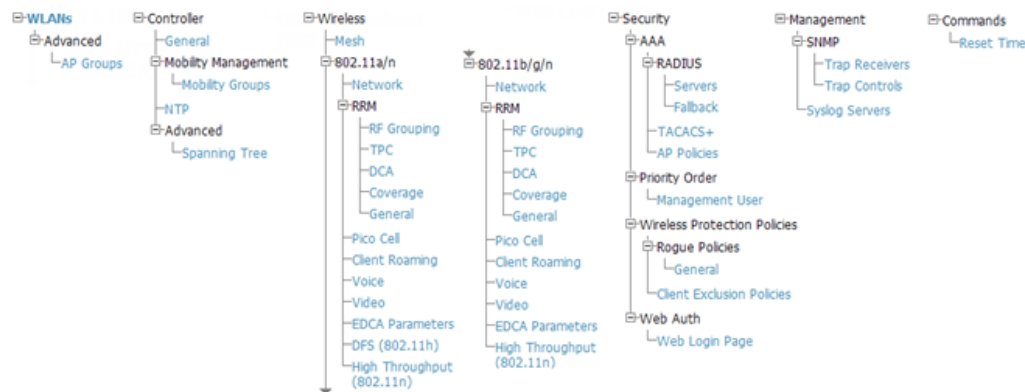 WLANs
Advanced
AP Groups
Controller
General
Mobility Management
Mobility Groups
NTP
Advanced
Spanning Tree
Wireless
Mesh
802.11a/n
Network
RRM
RF Grouping
TPC
DCA
Coverage
General
Pico Cell
Client Roaming
Voice
Video
EDCA Parameters
DFS (802.11h)
High Throughput
(802.11n)
802.11b/g/n
Network
RRM
RF Grouping
TPC
DCA
Coverage
General
Pico Cell
Client Roaming
Voice
Video
EDCA Parameters
High Throughput
(802.11n)
Security
AAA
RADIUS
Servers
Fallback
TACACS+
AP Policies
Priority Order
Management User
Wireless Protection Policies
Rogue Policies
General
Client Exclusion Policies
Web Auth
Web Login Page
Management
SNMP
Trap Receivers
Trap Controls
Syslog Servers
Commands
Reset Time